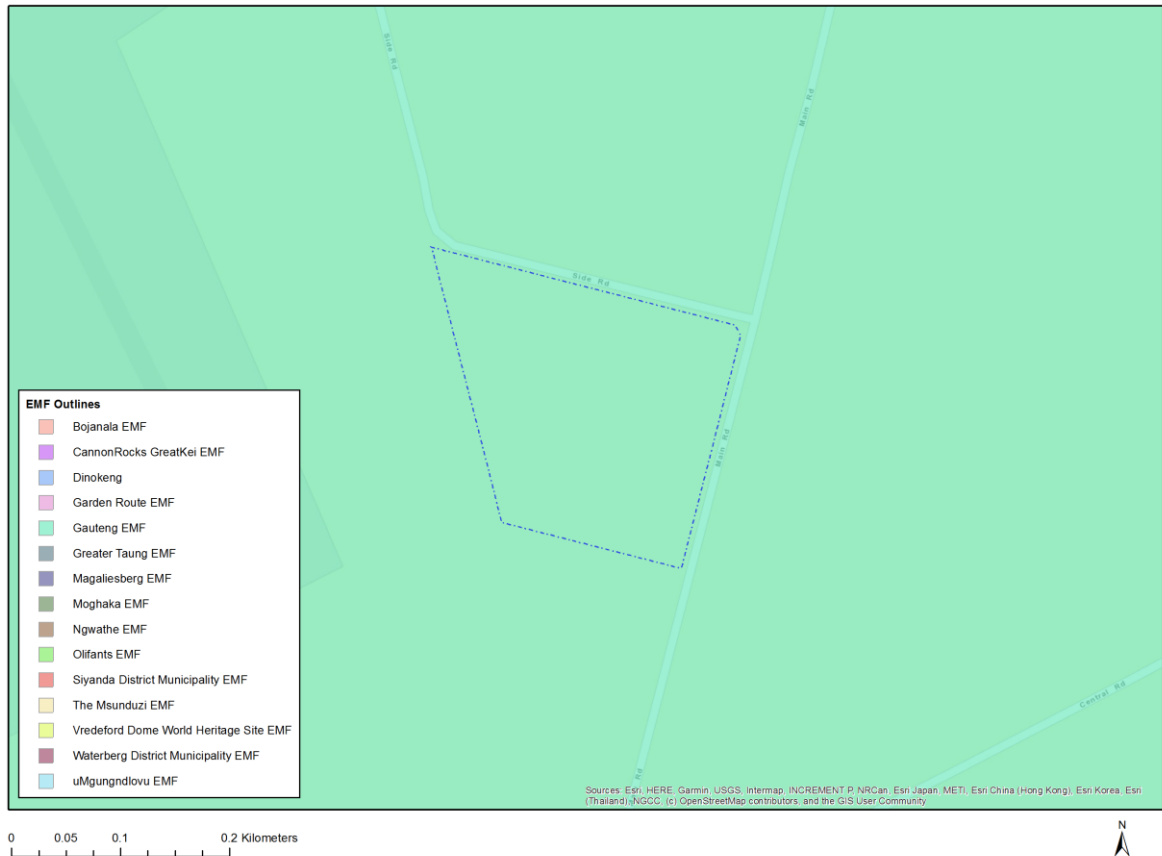 Side Rd
Main Rd
Side Rd
Main Rd
EMF Outlines
Bojanala EMF
CannonRocks GreatKei EMF
Dinokeng
Garden Route EMF
Gauteng EMF
Greater Taung EMF
Magaliesberg EMF
Moghaka EMF
Ngwathe EMF
Olifants EMF
Siyanda District Municipality EMF
The Msunduzi EMF
Vredeford Dome World Heritage Site EMF
Waterberg District Municipality EMF
uMgungndlovu EMF
Central Rd
Rd
Sources: Esri, HERE, Garmin, USGS, Intermap, INCREMENT P, NRCan, Esri Japan, METI, Esri China (Hong Kong), Esri Korea, Esri
(Thailand), NGCC, (c) OpenStreetMap contributors, and the GIS User Community
0 0.05 0.1 0.2 Kilometers
N